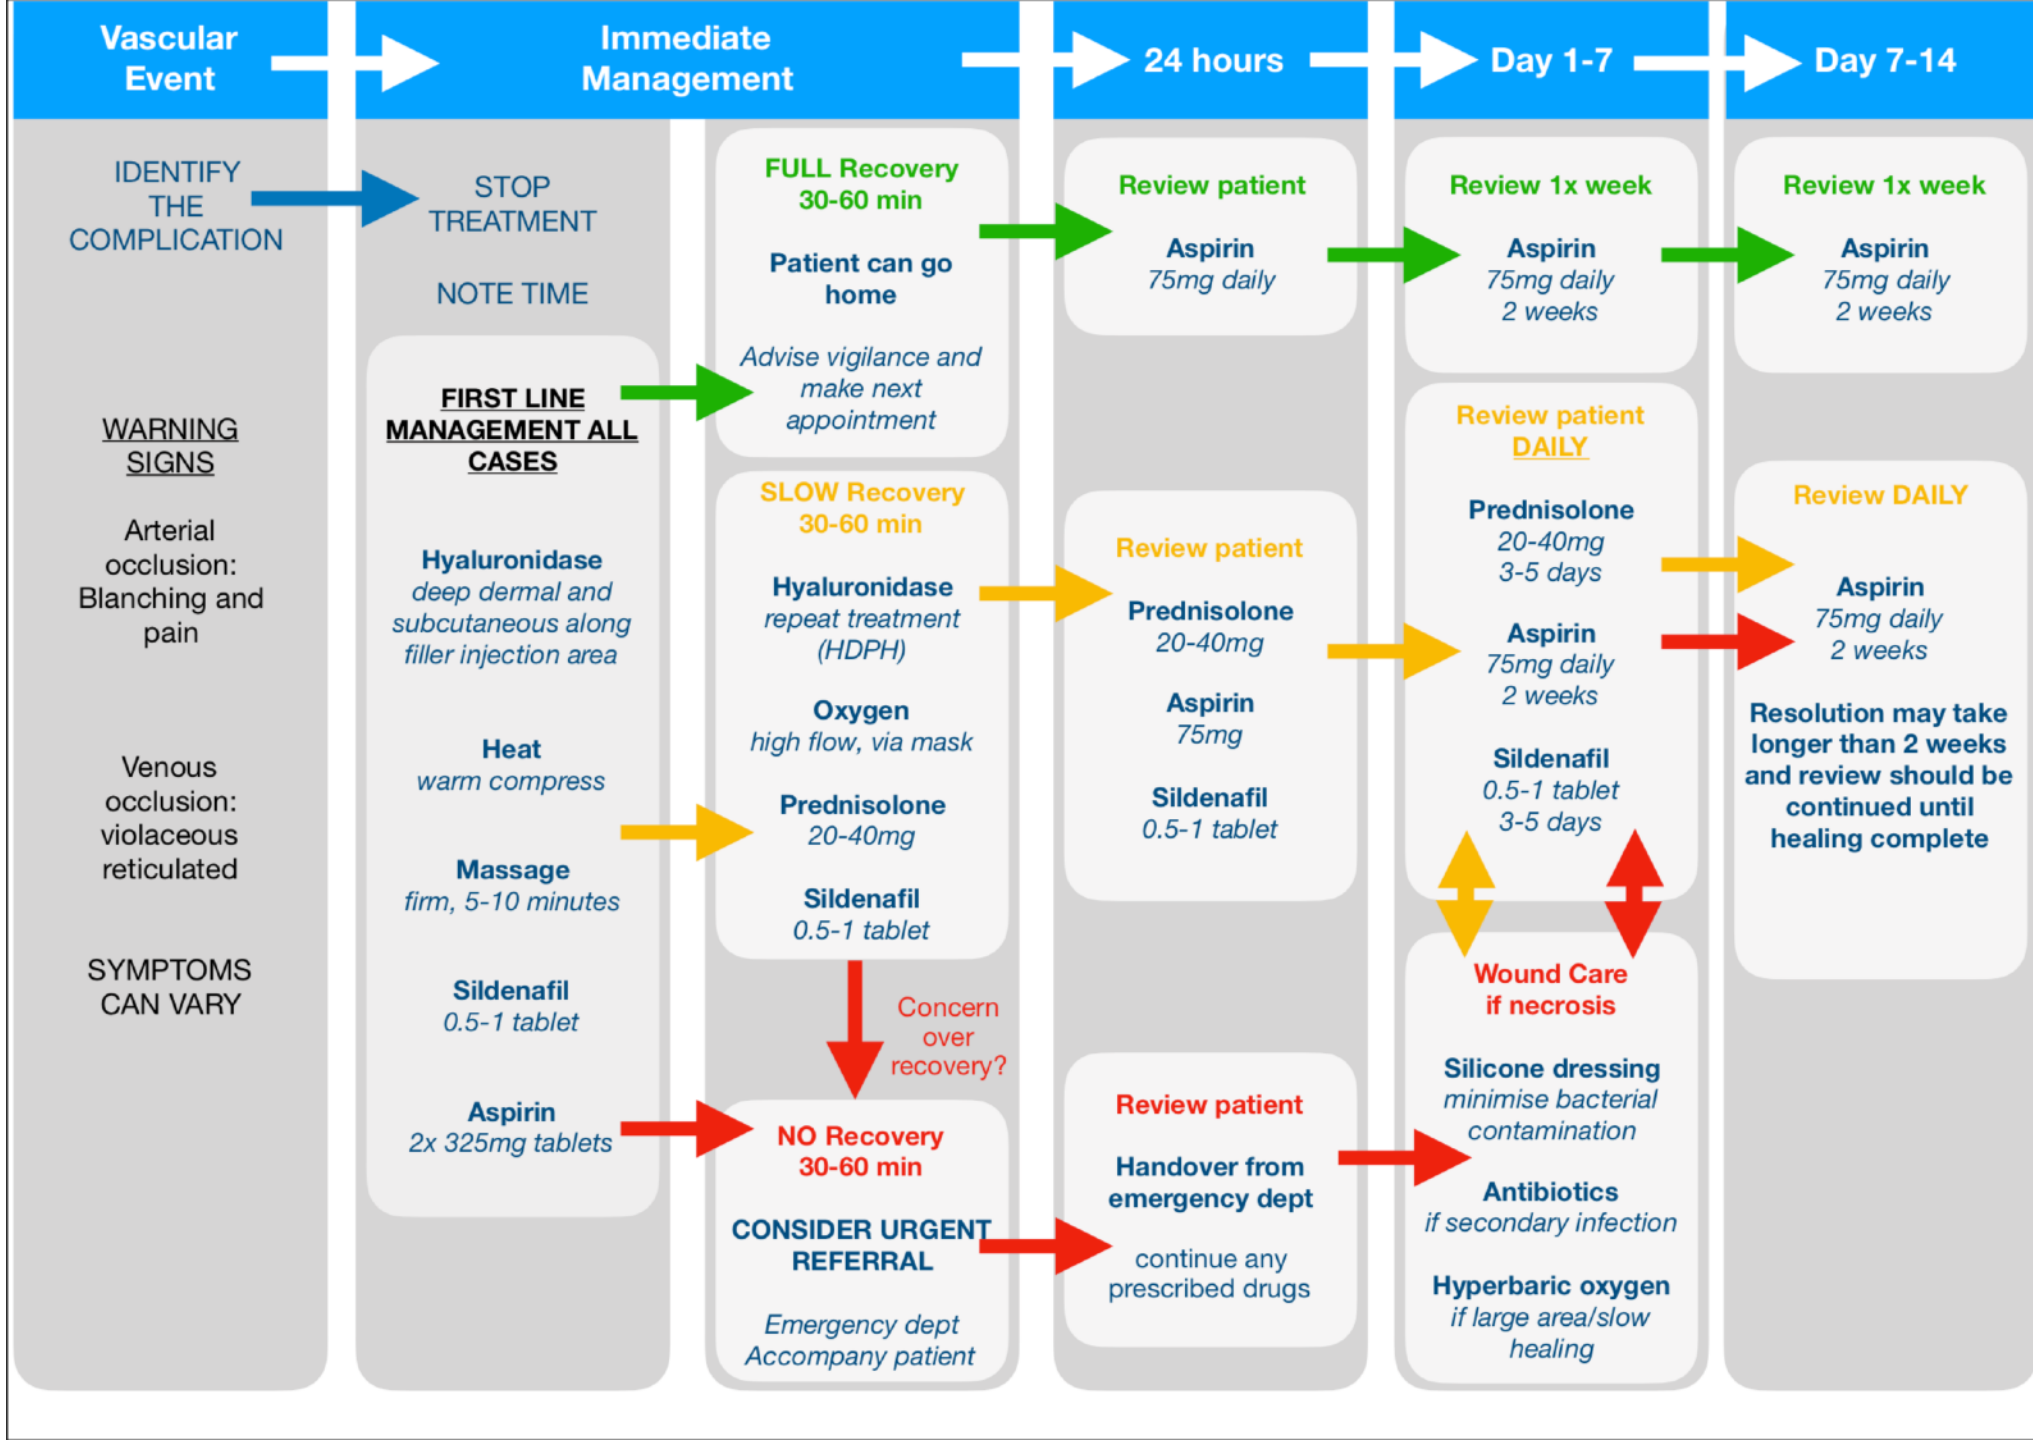 Vascular
Event
Immediate
Management
24 hours
Day 1-7
Day 7-14
IDENTIFY
THE
COMPLICATION
WARNING
SIGNS
Arterial
occlusion:
Blanching and
pain
Venous
occlusion:
violaceous
reticulated
SYMPTOMS
CAN VARY
STOP
TREATMENT
NOTE TIME
FIRST LINE
MANAGEMENT ALL
CASES
Hyaluronidase
deep dermal and
subcutaneous along
filler injection area
Heat
warm compress
Massage
firm, 5-10 minutes
Sildenafil
0.5-1 tablet
Aspirin
2x 325mg tablets
FULL Recovery
30-60 min
Patient can go
home
Advise vigilance and
make next
appointment
SLOW Recovery
30-60 min
Hyaluronidase
repeat treatment
(HDPH)
Oxygen
high flow, via mask
Prednisolone
20-40mg
Sildenafil
0.5-1 tablet
Concern
over
recovery?
NO Recovery
30-60 min
CONSIDER URGENT
REFERRAL
Emergency dept
Accompany patient
Review patient
Aspirin
75mg daily
Review patient
Prednisolone
20-40mg
Aspirin
75mg
Sildenafil
0.5-1 tablet
Review patient
Handover from
emergency dept
continue any
prescribed drugs
Review 1x week
Aspirin
75mg daily
2 weeks
Review patient
DAILY
Prednisolone
20-40mg
3-5 days
Aspirin
75mg daily
2 weeks
Sildenafil
0.5-1 tablet
3-5 days
Wound Care
if necrosis
Silicone dressing
minimise bacterial
contamination
Antibiotics
if secondary infection
Hyperbaric oxygen
if large area/slow
healing
Review 1x week
Aspirin
75mg daily
2 weeks
Review DAILY
Aspirin
75mg daily
2 weeks
Resolution may take
longer than 2 weeks
and review should be
continued until
healing complete